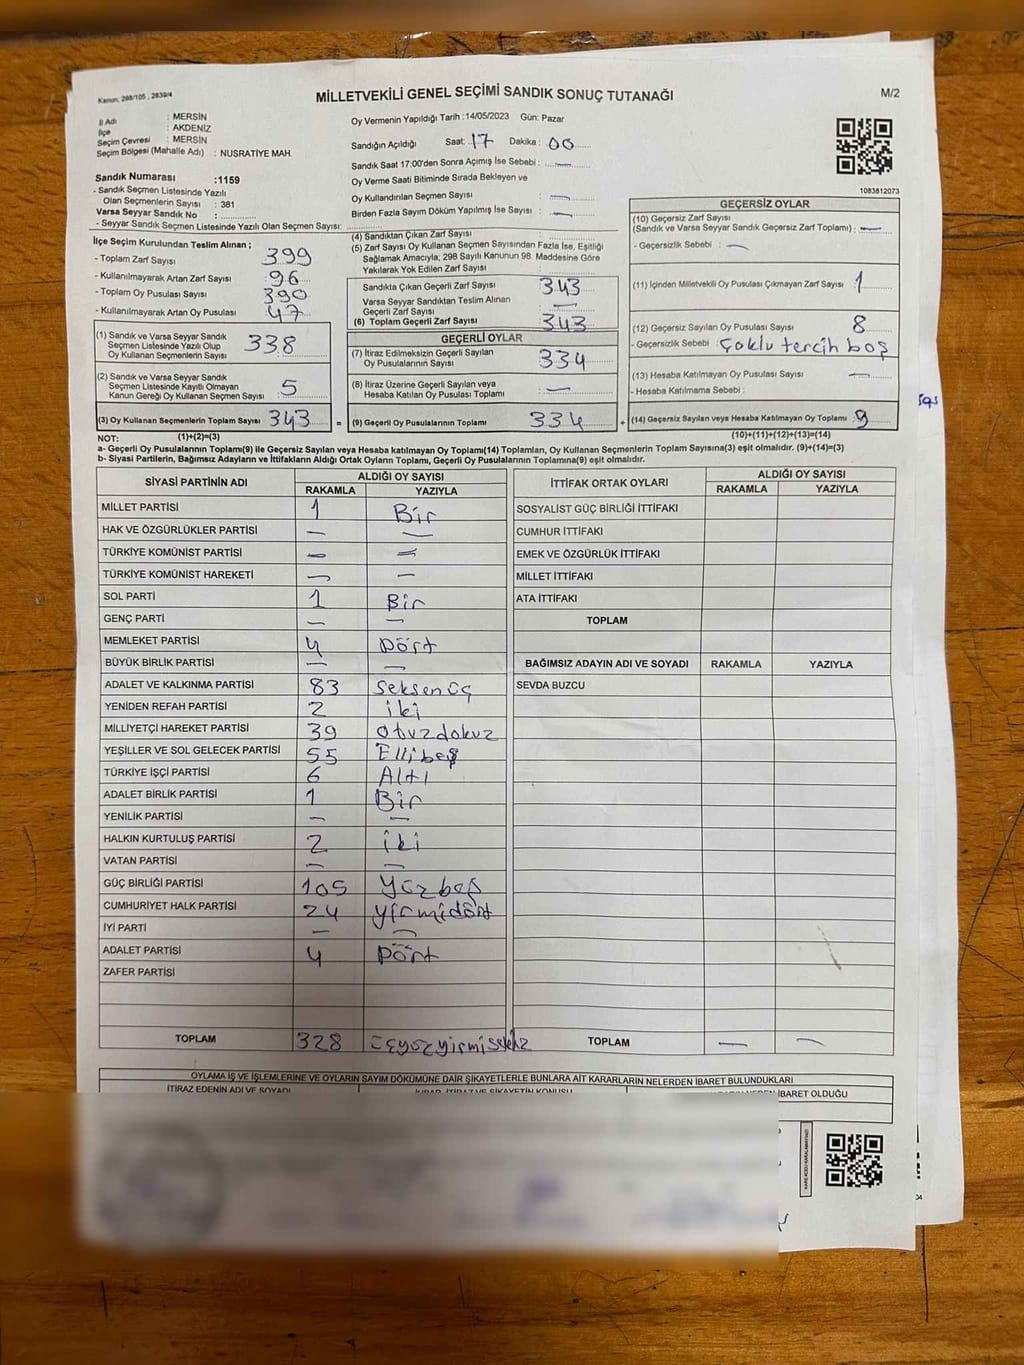 Kanun; 298/105 , 2839/4
MİLLETVEKİLİ GENEL SEÇİMİ SANDIK SONUÇ TUTANAĞI
M/2
İl Adı : MERSİN
İlçe : AKDENİZ
Seçim Çevresi : MERSİN
Seçim Bölgesi (Mahalle Adı) : NUSRATİYE MAH.
Sandık Numarası :1159
- Sandık Seçmen Listesinde Yazılı
Olan Seçmenlerin Sayısı : 381
Varsa Seyyar Sandık No :
- Seyyar Sandık Seçmen Listesinde Yazılı Olan Seçmen Sayısı:
Oy Vermenin Yapıldığı Tarih :14/05/2023 Gün: Pazar
Sandığın Açıldığı Saat: 17 Dakika : 00
Sandık Saat 17:00'den Sonra Açımış İse Sebebi : —
Oy Verme Saati Bitiminde Sırada Bekleyen ve
Oy Kullandırılan Seçmen Sayısı : —
Birden Fazla Sayım Döküm Yapılmış İse Sayısı : —
1083812073
İlçe Seçim Kurulundan Teslim Alınan ;
- Toplam Zarf Sayısı 399
- Kullanılmayarak Artan Zarf Sayısı 96
- Toplam Oy Pusulası Sayısı 390
- Kullanılmayarak Artan Oy Pusulası 47
(1) Sandık ve Varsa Seyyar Sandık
Seçmen Listesinde Yazılı Olup
Oy Kullanan Seçmenlerin Sayısı 338
(2) Sandık ve Varsa Seyyar Sandık
Seçmen Listesinde Kayıtlı Olmayan
Kanun Gereği Oy Kullanan Seçmen Sayısı 5
(3) Oy Kullanan Seçmenlerin Toplam Sayısı 343
(4) Sandıktan Çıkan Zarf Sayısı :
(5) Zarf Sayısı Oy Kullanan Seçmen Sayısından Fazla İse, Eşitliği
Sağlamak Amacıyla; 298 Sayılı Kanunun 98. Maddesine Göre
Yakılarak Yok Edilen Zarf Sayısı :
Sandıkta Çıkan Geçerli Zarf Sayısı 343
Varsa Seyyar Sandıktan Teslim Alınan
Geçerli Zarf Sayısı —
(6) Toplam Geçerli Zarf Sayısı 343
GEÇERLİ OYLAR
(7) İtiraz Edilmeksizin Geçerli Sayılan
Oy Pusulalarının Sayısı 334
(8) İtiraz Üzerine Geçerli Sayılan veya
Hesaba Katılan Oy Pusulası Toplamı —
= (9) Geçerli Oy Pusulalarının Toplamı 334 +
GEÇERSİZ OYLAR
(10) Geçersiz Zarf Sayısı
(Sandık ve Varsa Seyyar Sandık Geçersiz Zarf Toplamı) : —
- Geçersizlik Sebebi : —
(11) İçinden Milletvekili Oy Pusulası Çıkmayan Zarf Sayısı 1
(12) Geçersiz Sayılan Oy Pusulası Sayısı 8
- Geçersizlik Sebebi : Çoklu tercih boş
(13) Hesaba Katılmayan Oy Pusulası Sayısı —
- Hesaba Katılmama Sebebi :
(14) Geçersiz Sayılan veya Hesaba Katılmayan Oy Toplamı 9
NOT: (1)+(2)=(3)
(10)+(11)+(12)+(13)=(14)
a- Geçerli Oy Pusulalarının Toplamı(9) ile Geçersiz Sayılan veya Hesaba katılmayan Oy Toplamı(14) Toplamları, Oy Kullanan Seçmenlerin Toplam Sayısına(3) eşit olmalıdır. (9)+(14)=(3)
b- Siyasi Partilerin, Bağımsız Adayların ve İttifakların Aldığı Ortak Oyların Toplamı, Geçerli Oy Pusulalarının Toplamına(9) eşit olmalıdır.
SİYASİ PARTİNİN ADI ALDIĞI OY SAYISI
RAKAMLA YAZIYLA
MİLLET PARTİSİ 1 Bir
HAK VE ÖZGÜRLÜKLER PARTİSİ — —
TÜRKİYE KOMÜNİST PARTİSİ — —
TÜRKİYE KOMÜNİST HAREKETİ — —
SOL PARTİ 1 Bir
GENÇ PARTİ — —
MEMLEKET PARTİSİ 4 Dört
BÜYÜK BİRLİK PARTİSİ — —
ADALET VE KALKINMA PARTİSİ 83 Seksenüç
YENİDEN REFAH PARTİSİ 2 iki
MİLLİYETÇİ HAREKET PARTİSİ 39 otuzdokuz
YEŞİLLER VE SOL GELECEK PARTİSİ 55 Ellibeş
TÜRKİYE İŞÇİ PARTİSİ 6 Altı
ADALET BİRLİK PARTİSİ 1 Bir
YENİLİK PARTİSİ — —
HALKIN KURTULUŞ PARTİSİ 2 iki
VATAN PARTİSİ — —
GÜÇ BİRLİĞİ PARTİSİ 105 Yüzbeş
CUMHURİYET HALK PARTİSİ 24 yirmidört
İYİ PARTİ — —
ADALET PARTİSİ 4 Dört
ZAFER PARTİSİ
TOPLAM 328 üçyüzyirmisekiz
İTTİFAK ORTAK OYLARI ALDIĞI OY SAYISI
RAKAMLA YAZIYLA
SOSYALİST GÜÇ BİRLİĞİ İTTİFAKI
CUMHUR İTTİFAKI
EMEK VE ÖZGÜRLÜK İTTİFAKI
MİLLET İTTİFAKI
ATA İTTİFAKI
TOPLAM
BAĞIMSIZ ADAYIN ADI VE SOYADI RAKAMLA YAZIYLA
SEVDA BUZCU
TOPLAM — —
OYLAMA İŞ VE İŞLEMLERİNE VE OYLARIN SAYIM DÖKÜMÜNE DAİR ŞİKAYETLERLE BUNLARA AİT KARARLARIN NELERDEN İBARET BULUNDUKLARI
İTİRAZ EDENİN ADI VE SOYADI
İBARET OLDUĞU